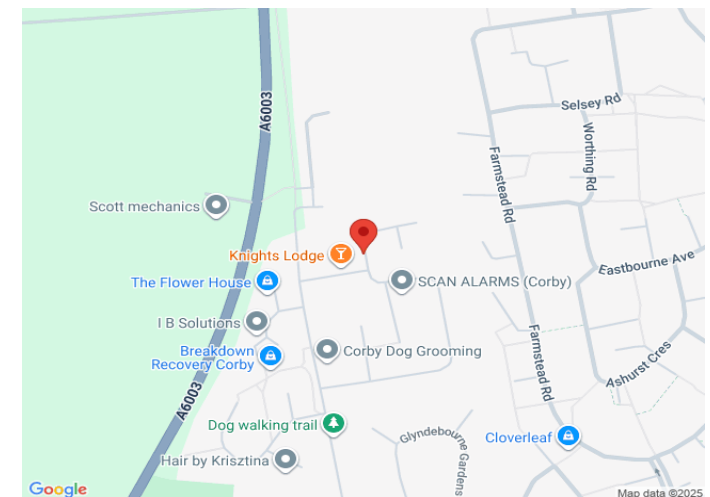 A6003
Selsey Rd
Worthing Rd
Farmstead Rd
Scott mechanics
Knights Lodge
Eastbourne Ave
The Flower House
SCAN ALARMS (Corby)
I B Solutions
Breakdown
Recovery Corby
Corby Dog Grooming
Farmstead Rd
Ashurst Cres
A6003
Dog walking trail
Glyndebourne Gardens
Cloverleaf
Hair by Krisztina
Google
Map data ©2025